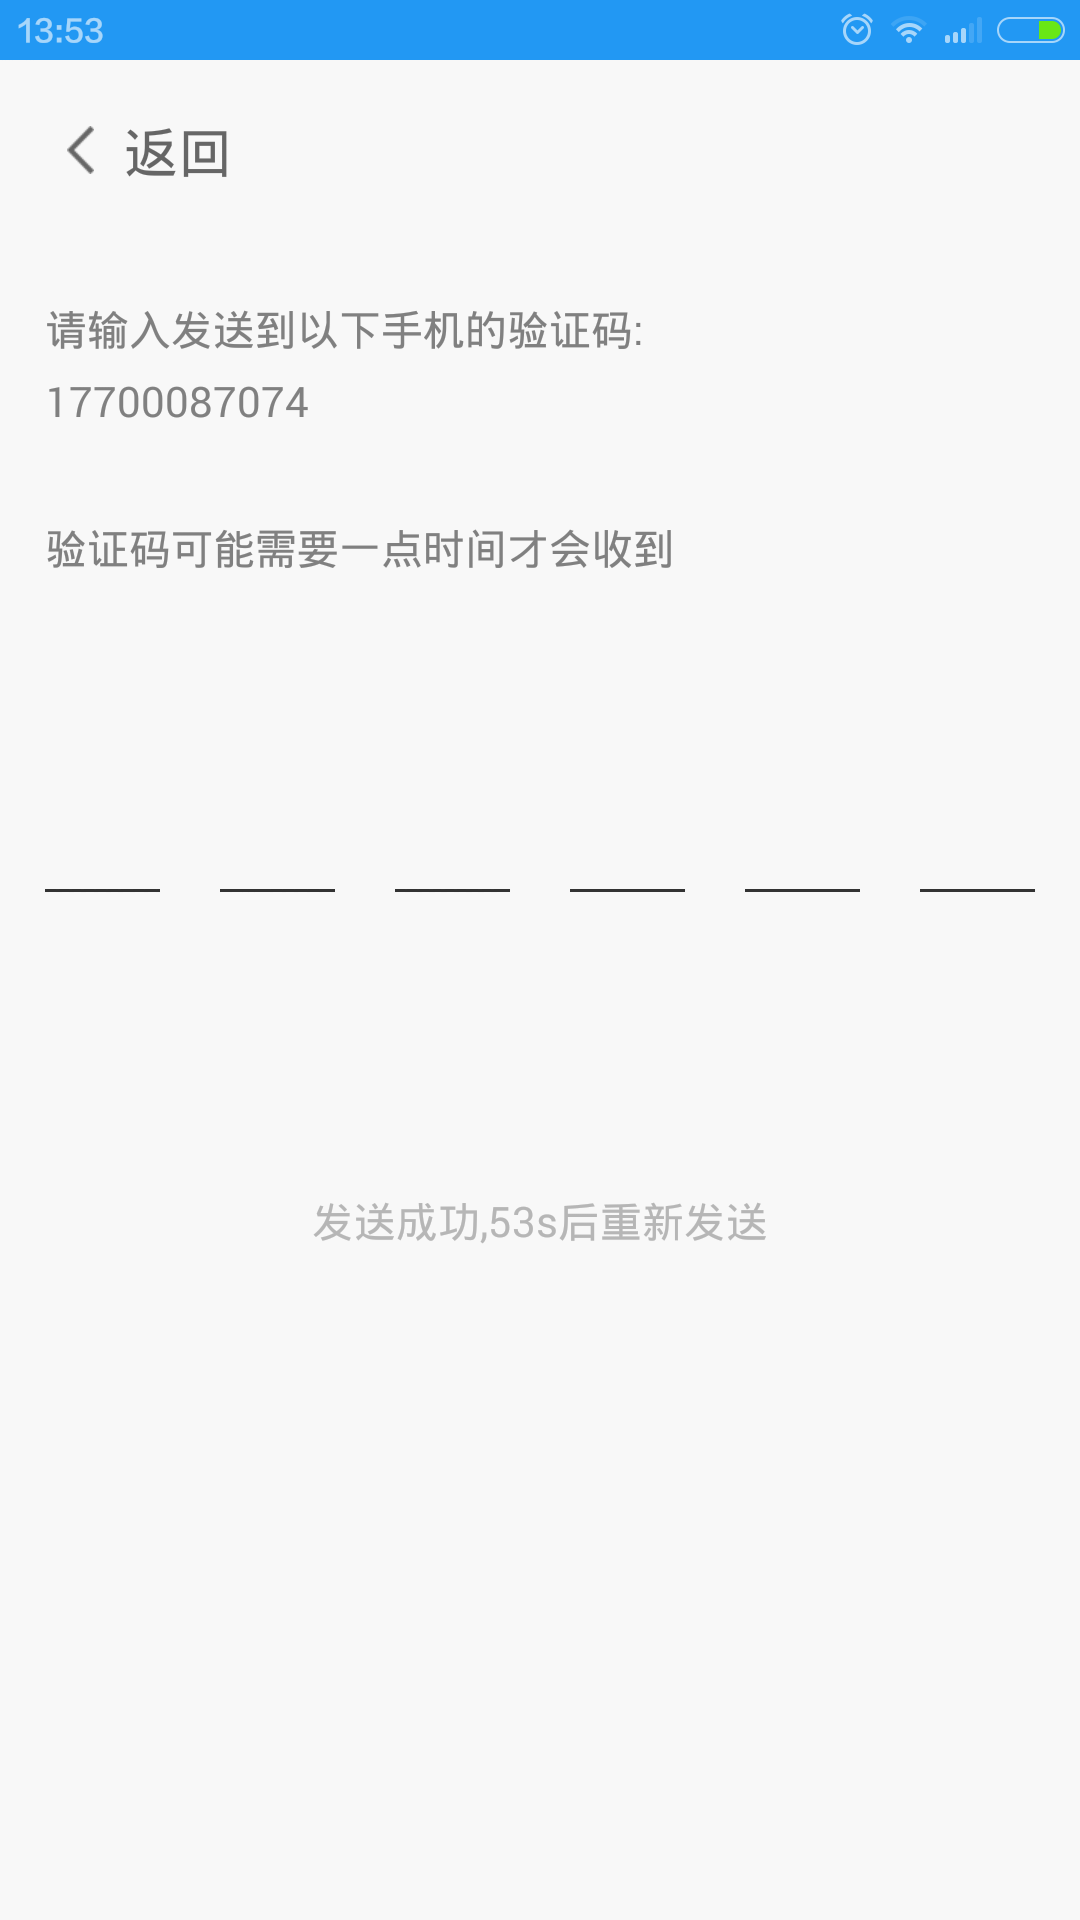 13:53
返回
请输入发送到以下手机的验证码:
17700087074
验证码可能需要一点时间才会收到
发送成功,53s后重新发送